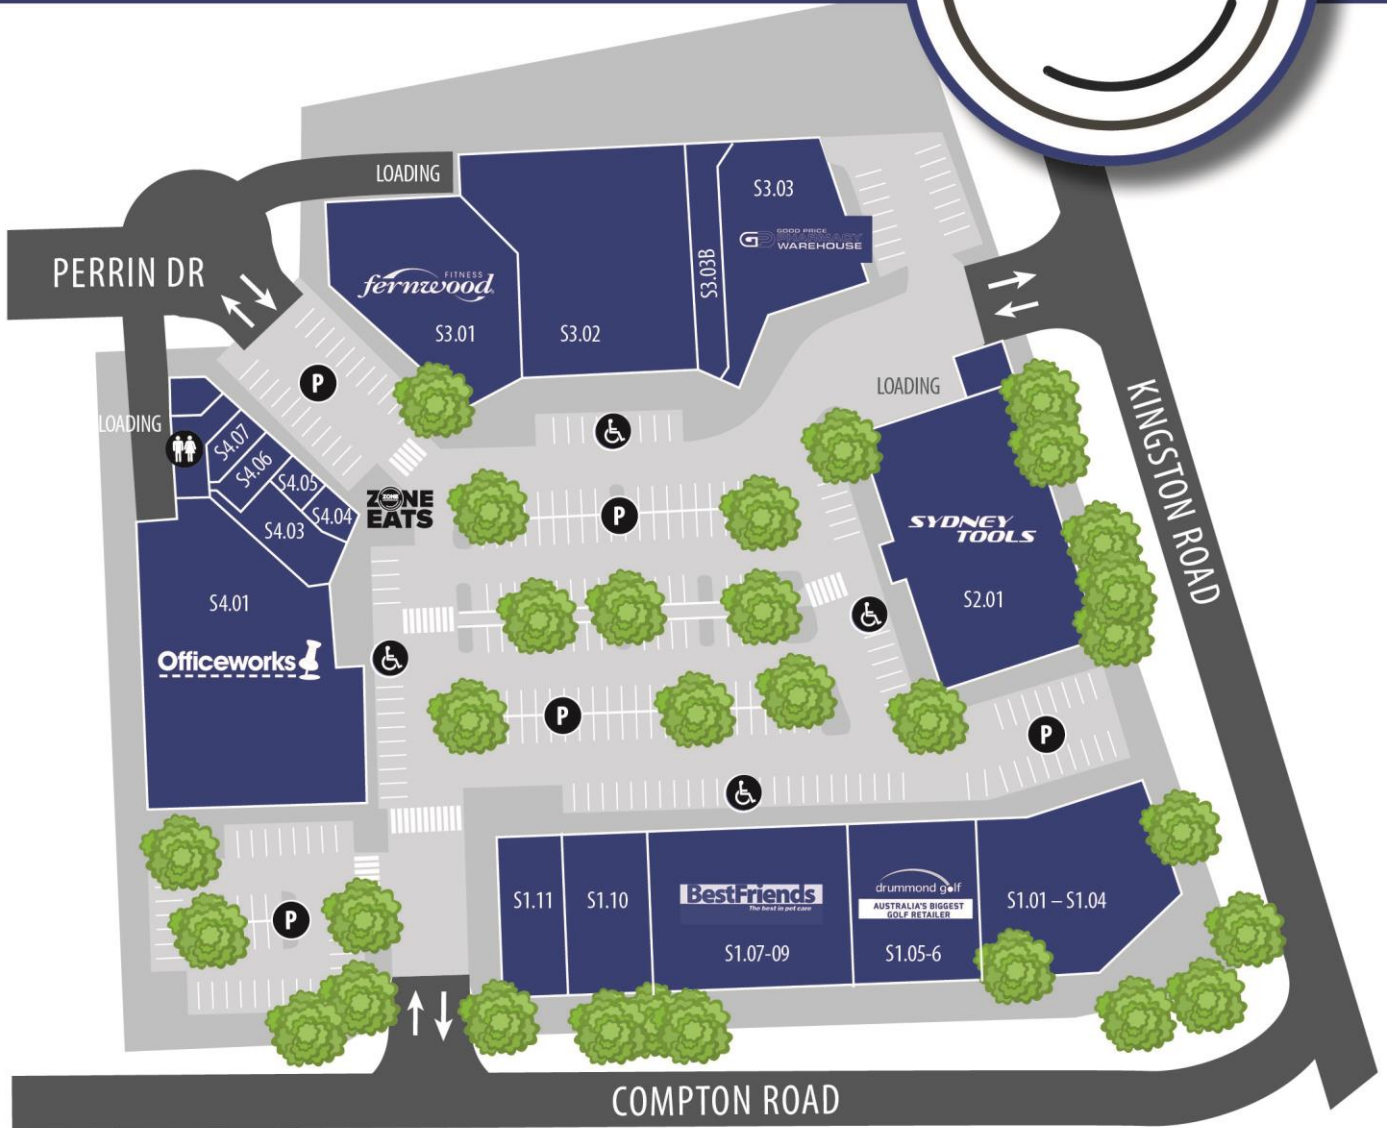 LOADING
S3.03
GOOD PRICE
PHARMACY
WAREHOUSE
PERRIN DR
FITNESS
fernwood
S3.03B
S3.01
S3.02
P
LOADING
LOADING
KINGSTON ROAD
S4.07
S4.06
S4.05
S4.04
S4.03
ZONE
ZONE
EATS
P
SYDNEY
TOOLS
S4.01
S2.01
Officeworks
P
P
S1.11
S1.10
BestFriends
The best in pet care
drummond golf
AUSTRALIA'S BIGGEST
GOLF RETAILER
S1.01 – S1.04
P
S1.07-09
S1.05-6
COMPTON ROAD